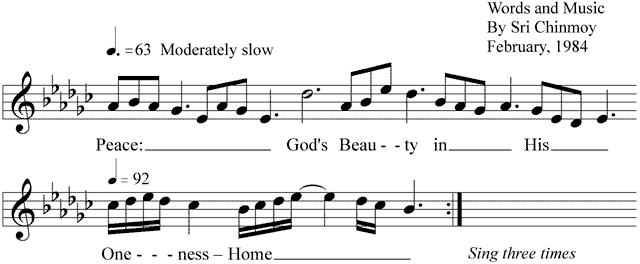 Words and Music
By Sri Chinmoy
February, 1984
♩. = 63 Moderately slow
Peace: God's Beau - - ty in His
♩ = 92
One - - - ness – Home
Sing three times